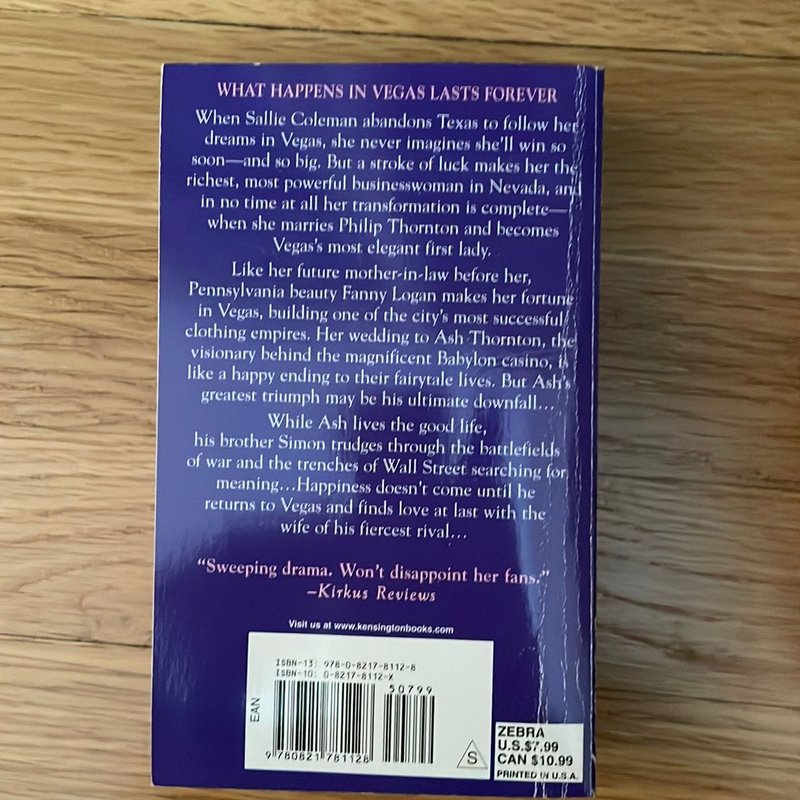 WHAT HAPPENS IN VEGAS LASTS FOREVER
When Sallie Coleman abandons Texas to follow her
dreams in Vegas, she never imagines she'll win so
soon—and so big. But a stroke of luck makes her the
richest, most powerful businesswoman in Nevada, and
in no time at all her transformation is complete—
when she marries Philip Thornton and becomes
Vegas's most elegant first lady.
Like her future mother-in-law before her,
Pennsylvania beauty Fanny Logan makes her fortune
in Vegas, building one of the city's most successful
clothing empires. Her wedding to Ash Thornton, the
visionary behind the magnificent Babylon casino, is
like a happy ending to their fairytale lives. But Ash's
greatest triumph may be his ultimate downfall...
While Ash lives the good life,
his brother Simon trudges through the battlefields
of war and the trenches of Wall Street searching for
meaning...Happiness doesn't come until he
returns to Vegas and finds love at last with the
wife of his fiercest rival...
"Sweeping drama. Won't disappoint her fans."
–Kirkus Reviews
Visit us at www.kensingtonbooks.com
ISBN-13: 978-0-8217-8112-8
ISBN-10: 0-8217-8112-X
50799
EAN
9 780821 781128
S
ZEBRA
U.S.$7.99
CAN $10.99
PRINTED IN U.S.A.